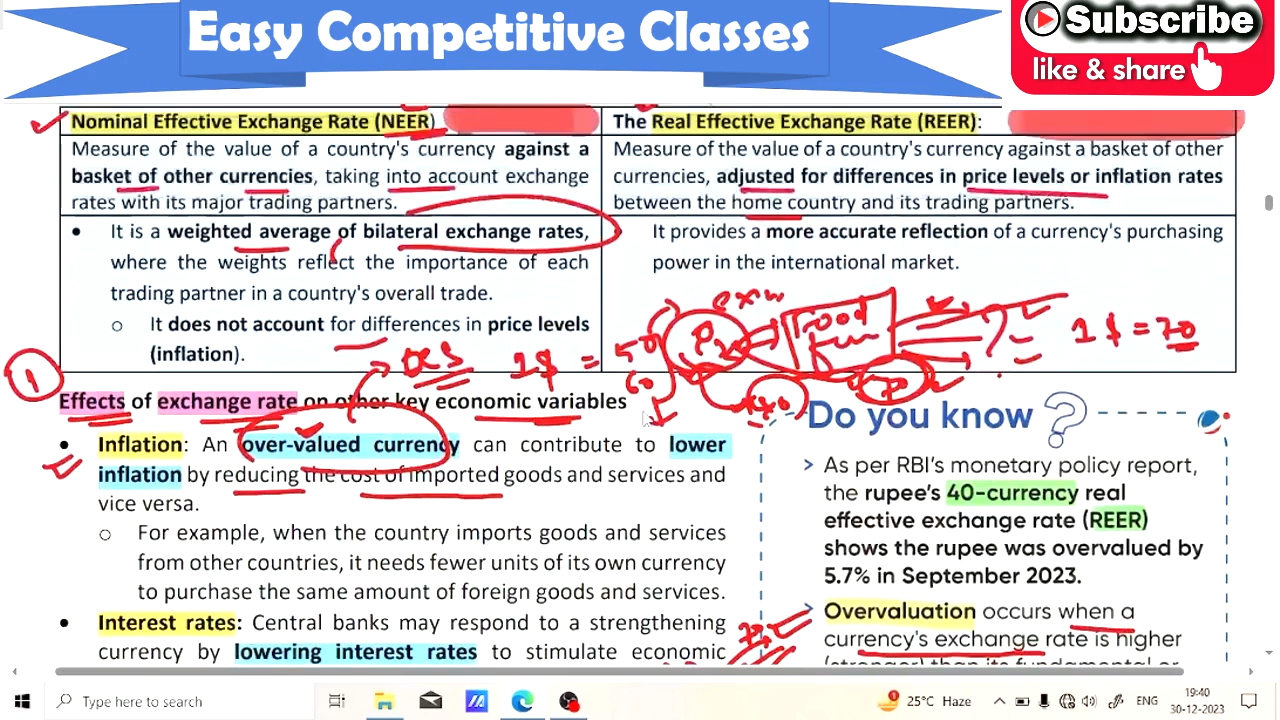 Easy Competitive Classes
Subscribe
like & share
Nominal Effective Exchange Rate (NEER)
The Real Effective Exchange Rate (REER):
Measure of the value of a country's currency against a
basket of other currencies, taking into account exchange
rates with its major trading partners.
Measure of the value of a country's currency against a basket of other
currencies, adjusted for differences in price levels or inflation rates
between the home country and its trading partners.
• It is a weighted average of bilateral exchange rates,
where the weights reflect the importance of each
trading partner in a country's overall trade.
o It does not account for differences in price levels
(inflation).
It provides a more accurate reflection of a currency's purchasing
power in the international market.
1$ = 50
60
1$ = 70
1
Effects of exchange rate on other key economic variables
• Inflation: An over-valued currency can contribute to lower
inflation by reducing the cost of imported goods and services and
vice versa.
o For example, when the country imports goods and services
from other countries, it needs fewer units of its own currency
to purchase the same amount of foreign goods and services.
• Interest rates: Central banks may respond to a strengthening
currency by lowering interest rates to stimulate economic
Do you know ?
> As per RBI's monetary policy report,
the rupee's 40-currency real
effective exchange rate (REER)
shows the rupee was overvalued by
5.7% in September 2023.
> Overvaluation occurs when a
currency's exchange rate is higher
(stronger) than its fundamental or
Type here to search
1
25°C Haze
ENG
19:40
30-12-2023